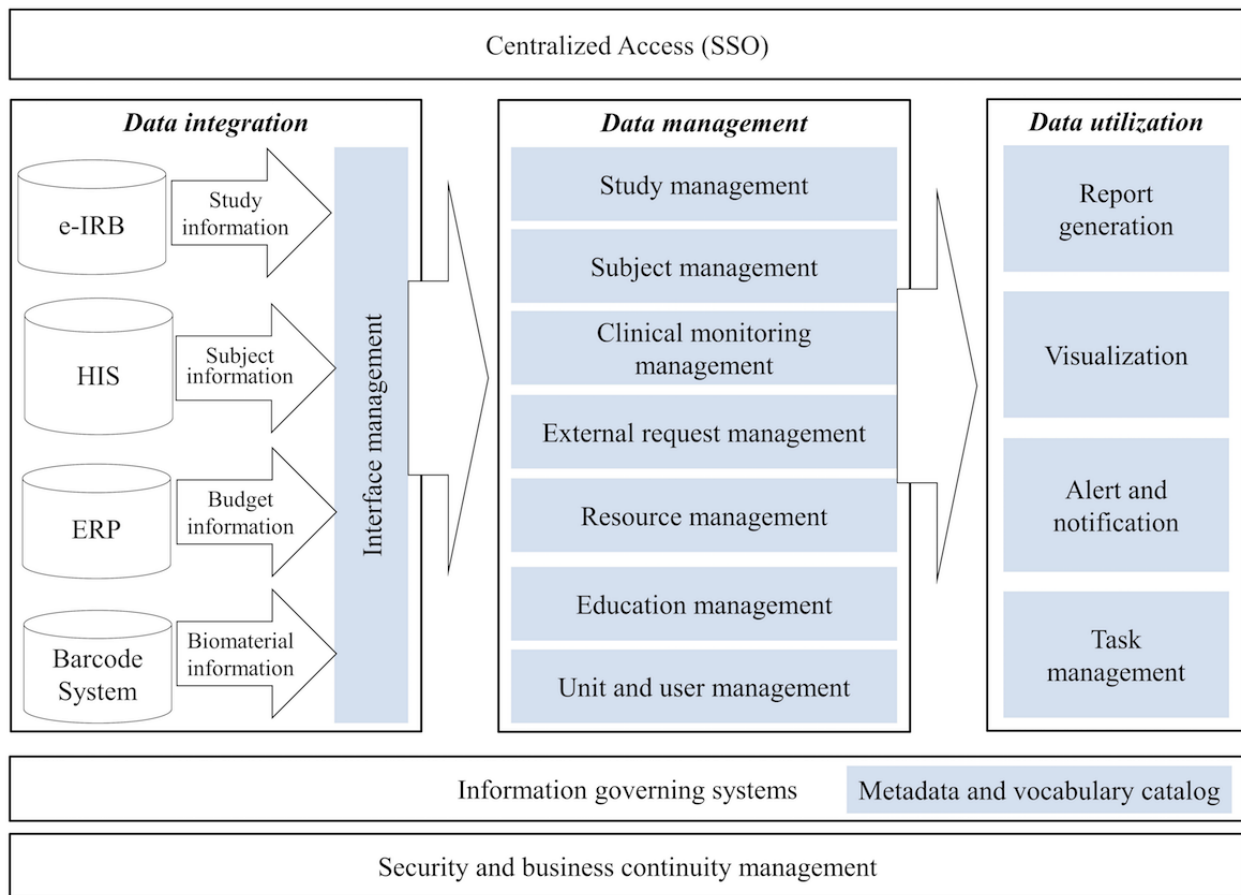 Centralized Access (SSO)
Data integration
e-IRB
Study
information
HIS
Subject
information
ERP
Budget
information
Barcode
System
Biomaterial
information
Interface management
Data management
Study management
Subject management
Clinical monitoring
management
External request management
Resource management
Education management
Unit and user management
Data utilization
Report
generation
Visualization
Alert and
notification
Task
management
Information governing systems
Metadata and vocabulary catalog
Security and business continuity management